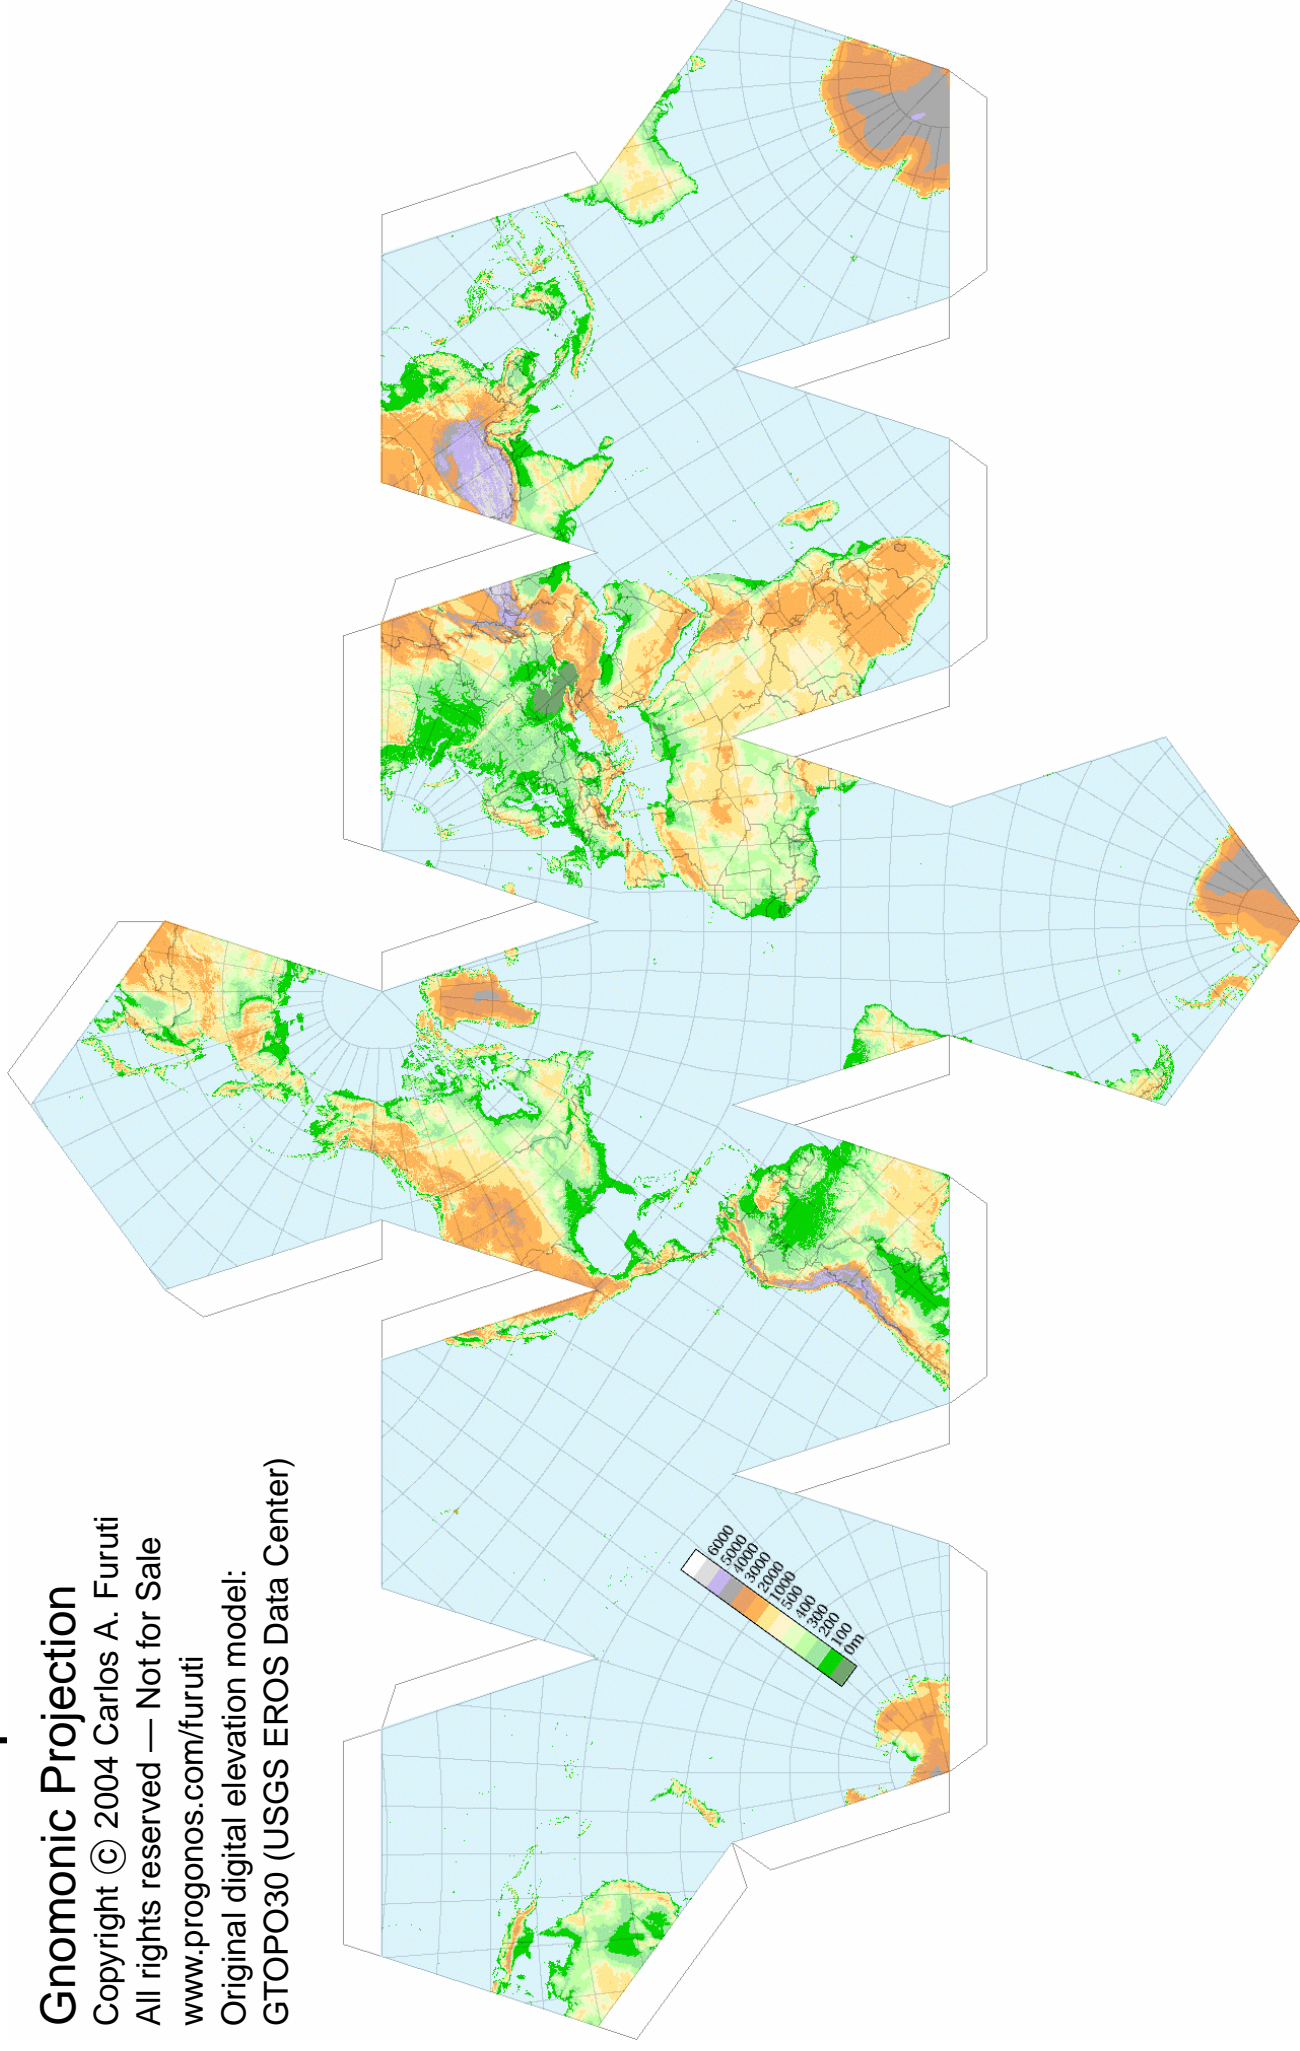 Gnomonic Projection
Copyright ⓒ 2004 Carlos A. Furuti
All rights reserved — Not for Sale
www.progonos.com/furuti
Original digital elevation model:
GTOPO30 (USGS EROS Data Center)
6000
5000
4000
3000
2000
1000
500
400
300
200
100
0m